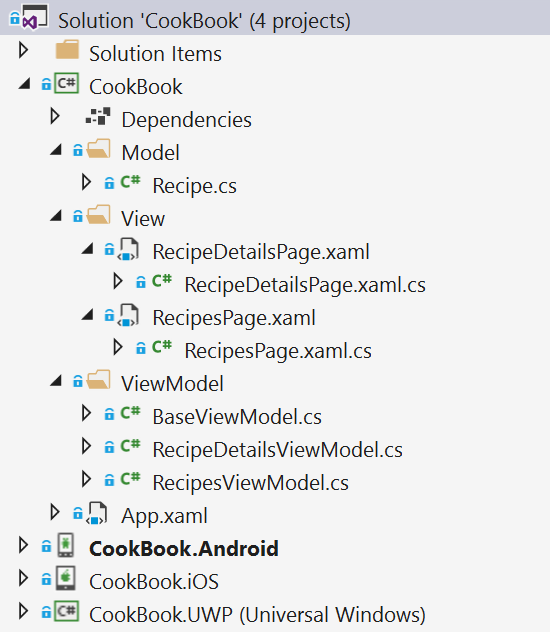 Solution 'CookBook' (4 projects)
Solution Items
C# CookBook
Dependencies
Model
C# Recipe.cs
View
RecipeDetailsPage.xaml
C# RecipeDetailsPage.xaml.cs
RecipesPage.xaml
C# RecipesPage.xaml.cs
ViewModel
C# BaseViewModel.cs
C# RecipeDetailsViewModel.cs
C# RecipesViewModel.cs
App.xaml
CookBook.Android
CookBook.iOS
C# CookBook.UWP (Universal Windows)